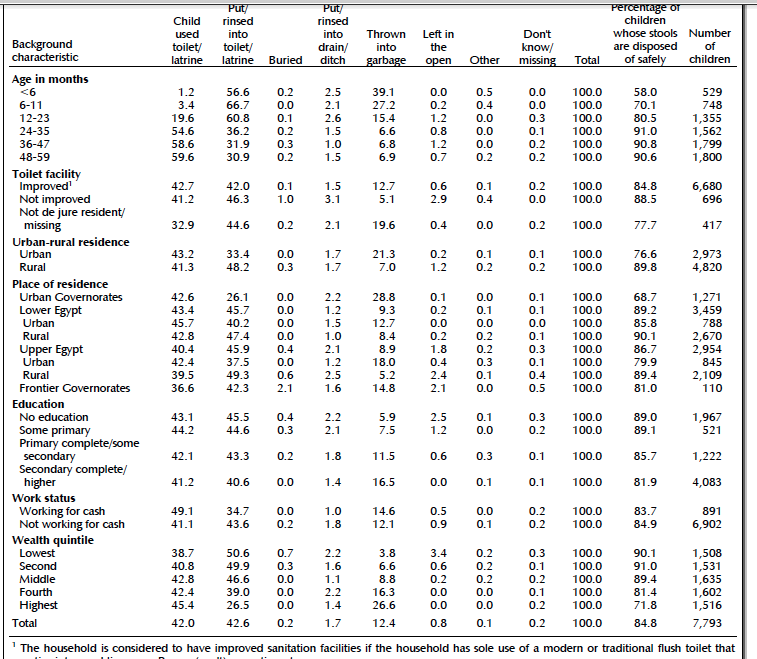 Put/ Put/ Percentage of
Child rinsed rinsed children
used into into Thrown Left in Don't whose stools Number
Background toilet/ toilet/ drain/ into the know/ are disposed of
characteristic latrine latrine Buried ditch garbage open Other missing Total of safely children
Age in months
<6 1.2 56.6 0.2 2.5 39.1 0.0 0.5 0.0 100.0 58.0 529
6-11 3.4 66.7 0.0 2.1 27.2 0.2 0.4 0.0 100.0 70.1 748
12-23 19.6 60.8 0.1 2.6 15.4 1.2 0.0 0.3 100.0 80.5 1,355
24-35 54.6 36.2 0.2 1.5 6.6 0.8 0.0 0.1 100.0 91.0 1,562
36-47 58.6 31.9 0.3 1.0 6.8 1.2 0.0 0.2 100.0 90.8 1,799
48-59 59.6 30.9 0.2 1.5 6.9 0.7 0.2 0.2 100.0 90.6 1,800
Toilet facility
Improved¹ 42.7 42.0 0.1 1.5 12.7 0.6 0.1 0.2 100.0 84.8 6,680
Not improved 41.2 46.3 1.0 3.1 5.1 2.9 0.4 0.0 100.0 88.5 696
Not de jure resident/
missing 32.9 44.6 0.2 2.1 19.6 0.4 0.0 0.2 100.0 77.7 417
Urban-rural residence
Urban 43.2 33.4 0.0 1.7 21.3 0.2 0.1 0.1 100.0 76.6 2,973
Rural 41.3 48.2 0.3 1.7 7.0 1.2 0.2 0.2 100.0 89.8 4,820
Place of residence
Urban Governorates 42.6 26.1 0.0 2.2 28.8 0.1 0.0 0.1 100.0 68.7 1,271
Lower Egypt 43.4 45.7 0.0 1.2 9.3 0.2 0.1 0.1 100.0 89.2 3,459
Urban 45.7 40.2 0.0 1.5 12.7 0.0 0.0 0.0 100.0 85.8 788
Rural 42.8 47.4 0.0 1.0 8.4 0.2 0.2 0.1 100.0 90.1 2,670
Upper Egypt 40.4 45.9 0.4 2.1 8.9 1.8 0.2 0.3 100.0 86.7 2,954
Urban 42.4 37.5 0.0 1.2 18.0 0.4 0.3 0.1 100.0 79.9 845
Rural 39.5 49.3 0.6 2.5 5.2 2.4 0.1 0.4 100.0 89.4 2,109
Frontier Governorates 36.6 42.3 2.1 1.6 14.8 2.1 0.0 0.5 100.0 81.0 110
Education
No education 43.1 45.5 0.4 2.2 5.9 2.5 0.1 0.3 100.0 89.0 1,967
Some primary 44.2 44.6 0.3 2.1 7.5 1.2 0.0 0.2 100.0 89.1 521
Primary complete/some
secondary 42.1 43.3 0.2 1.8 11.5 0.6 0.3 0.1 100.0 85.7 1,222
Secondary complete/
higher 41.2 40.6 0.0 1.4 16.5 0.0 0.1 0.1 100.0 81.9 4,083
Work status
Working for cash 49.1 34.7 0.0 1.0 14.6 0.5 0.0 0.2 100.0 83.7 891
Not working for cash 41.1 43.6 0.2 1.8 12.1 0.9 0.1 0.2 100.0 84.9 6,902
Wealth quintile
Lowest 38.7 50.6 0.7 2.2 3.8 3.4 0.2 0.3 100.0 90.1 1,508
Second 40.8 49.9 0.3 1.6 6.6 0.6 0.2 0.1 100.0 91.0 1,531
Middle 42.8 46.6 0.0 1.1 8.8 0.2 0.2 0.2 100.0 89.4 1,635
Fourth 42.4 39.0 0.0 2.2 16.3 0.0 0.0 0.1 100.0 81.4 1,602
Highest 45.4 26.5 0.0 1.4 26.6 0.0 0.0 0.2 100.0 71.8 1,516
Total 42.0 42.6 0.2 1.7 12.4 0.8 0.1 0.2 100.0 84.8 7,793
¹ The household is considered to have improved sanitation facilities if the household has sole use of a modern or traditional flush toilet that